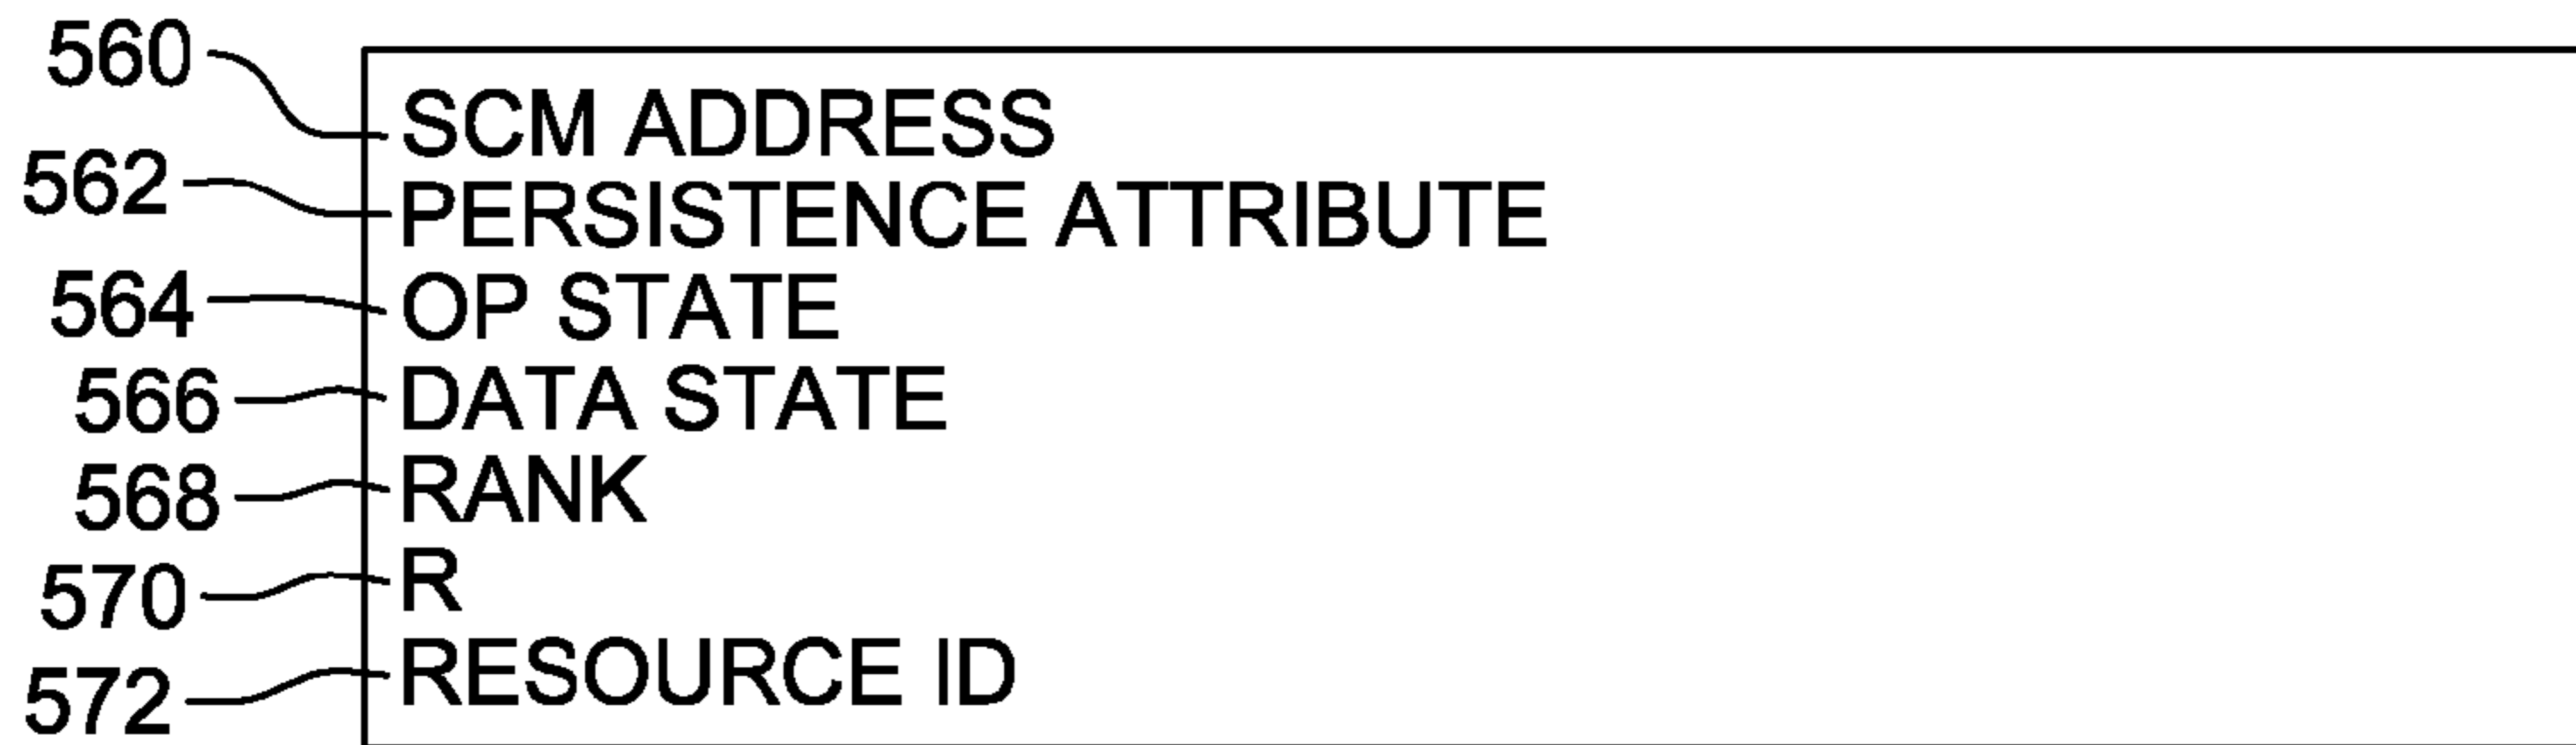 560 SCM ADDRESS
562 PERSISTENCE ATTRIBUTE
564 OP STATE
566 DATA STATE
568 RANK
570 R
572 RESOURCE ID